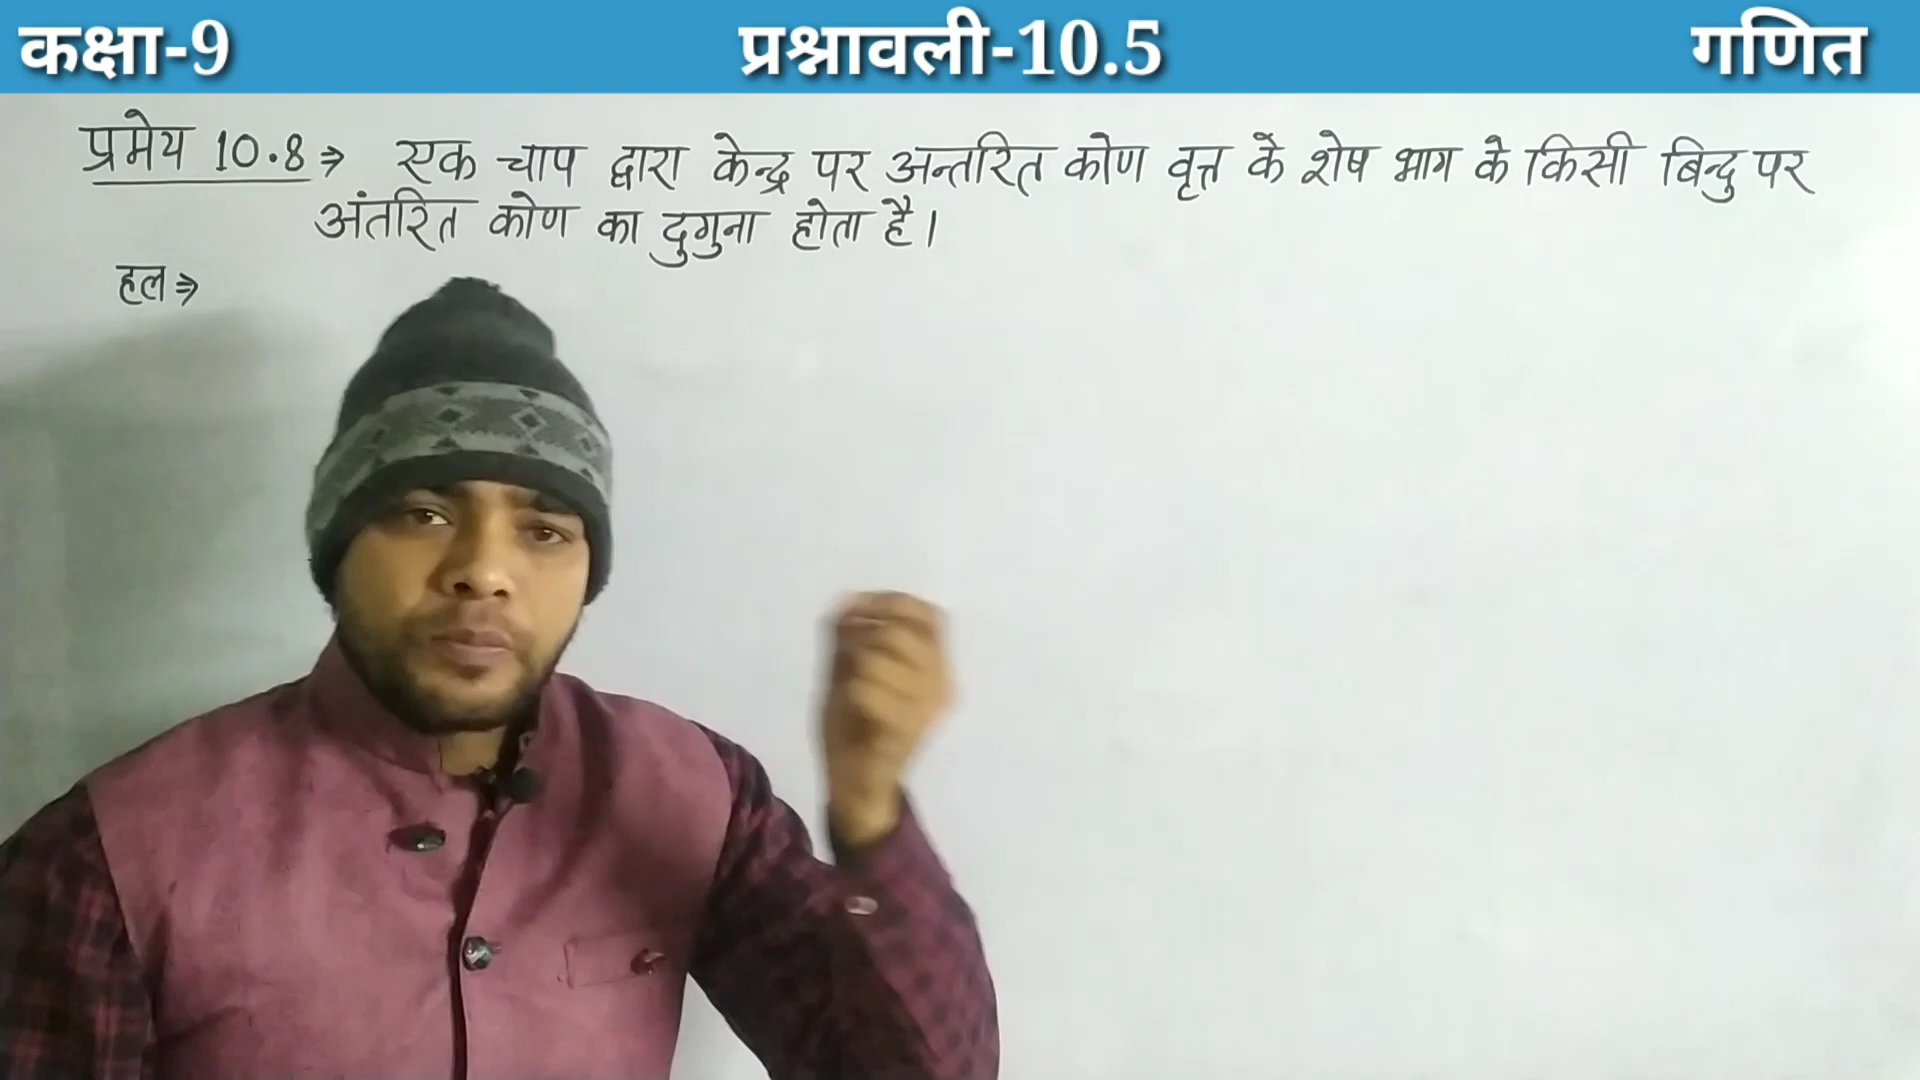 कक्षा-9 प्रश्नावली-10.5 गणित
प्रमेय 10.8⇒ एक चाप द्वारा केन्द्र पर अन्तरित कोण वृत्त के शेष भाग के किसी बिन्दु पर
अंतरित कोण का दुगुना होता है।
हल⇒